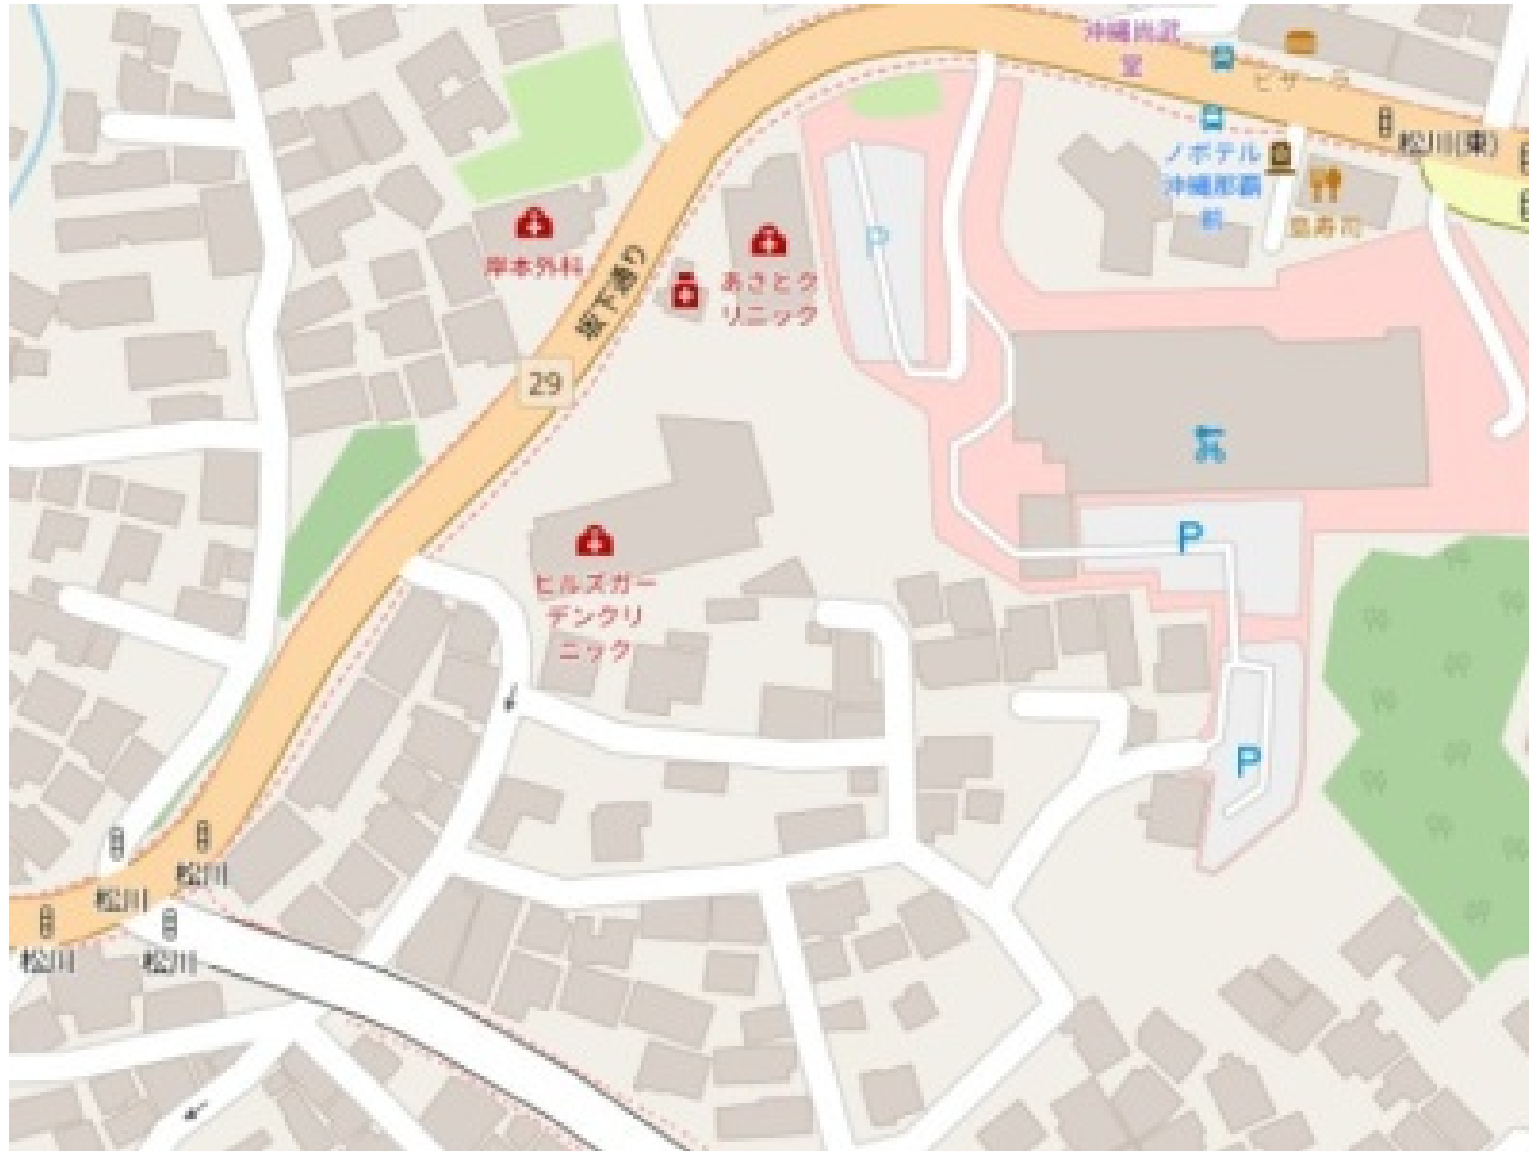 沖縄尚武
室
ピザーラ
松川(東)
ノボテル
沖縄那覇
前
P
岸本外科
坂下通り
あさとク
リニック
29
P
ヒルズガー
デンクリ
ニック
P
松川
松川
松川
松川